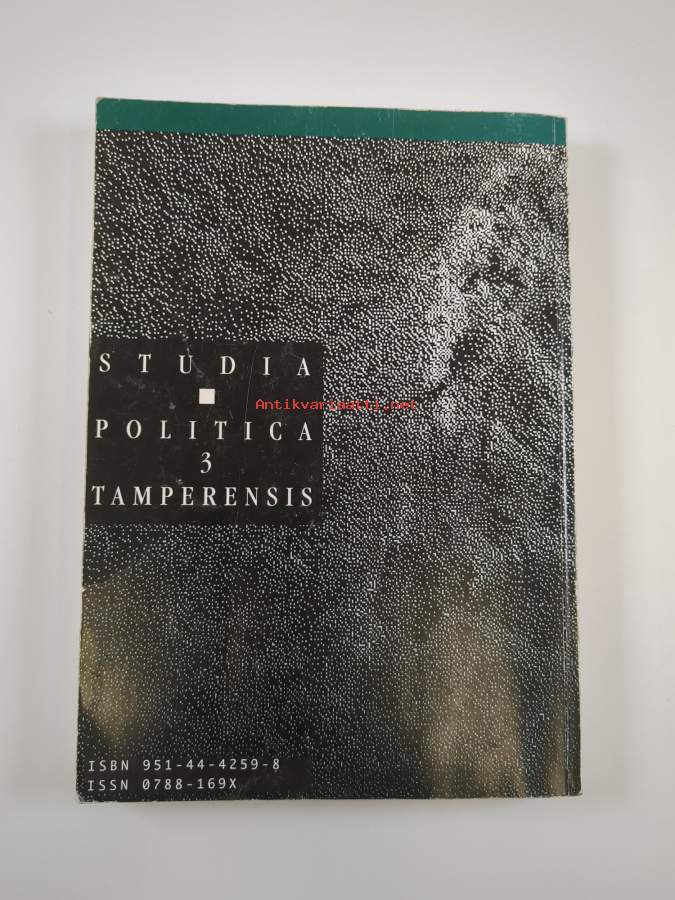 STUDIA
Antikvariaatti.net
POLITICA
3
TAMPERENSIS
ISBN 951-44-4259-8
ISSN 0788-169X